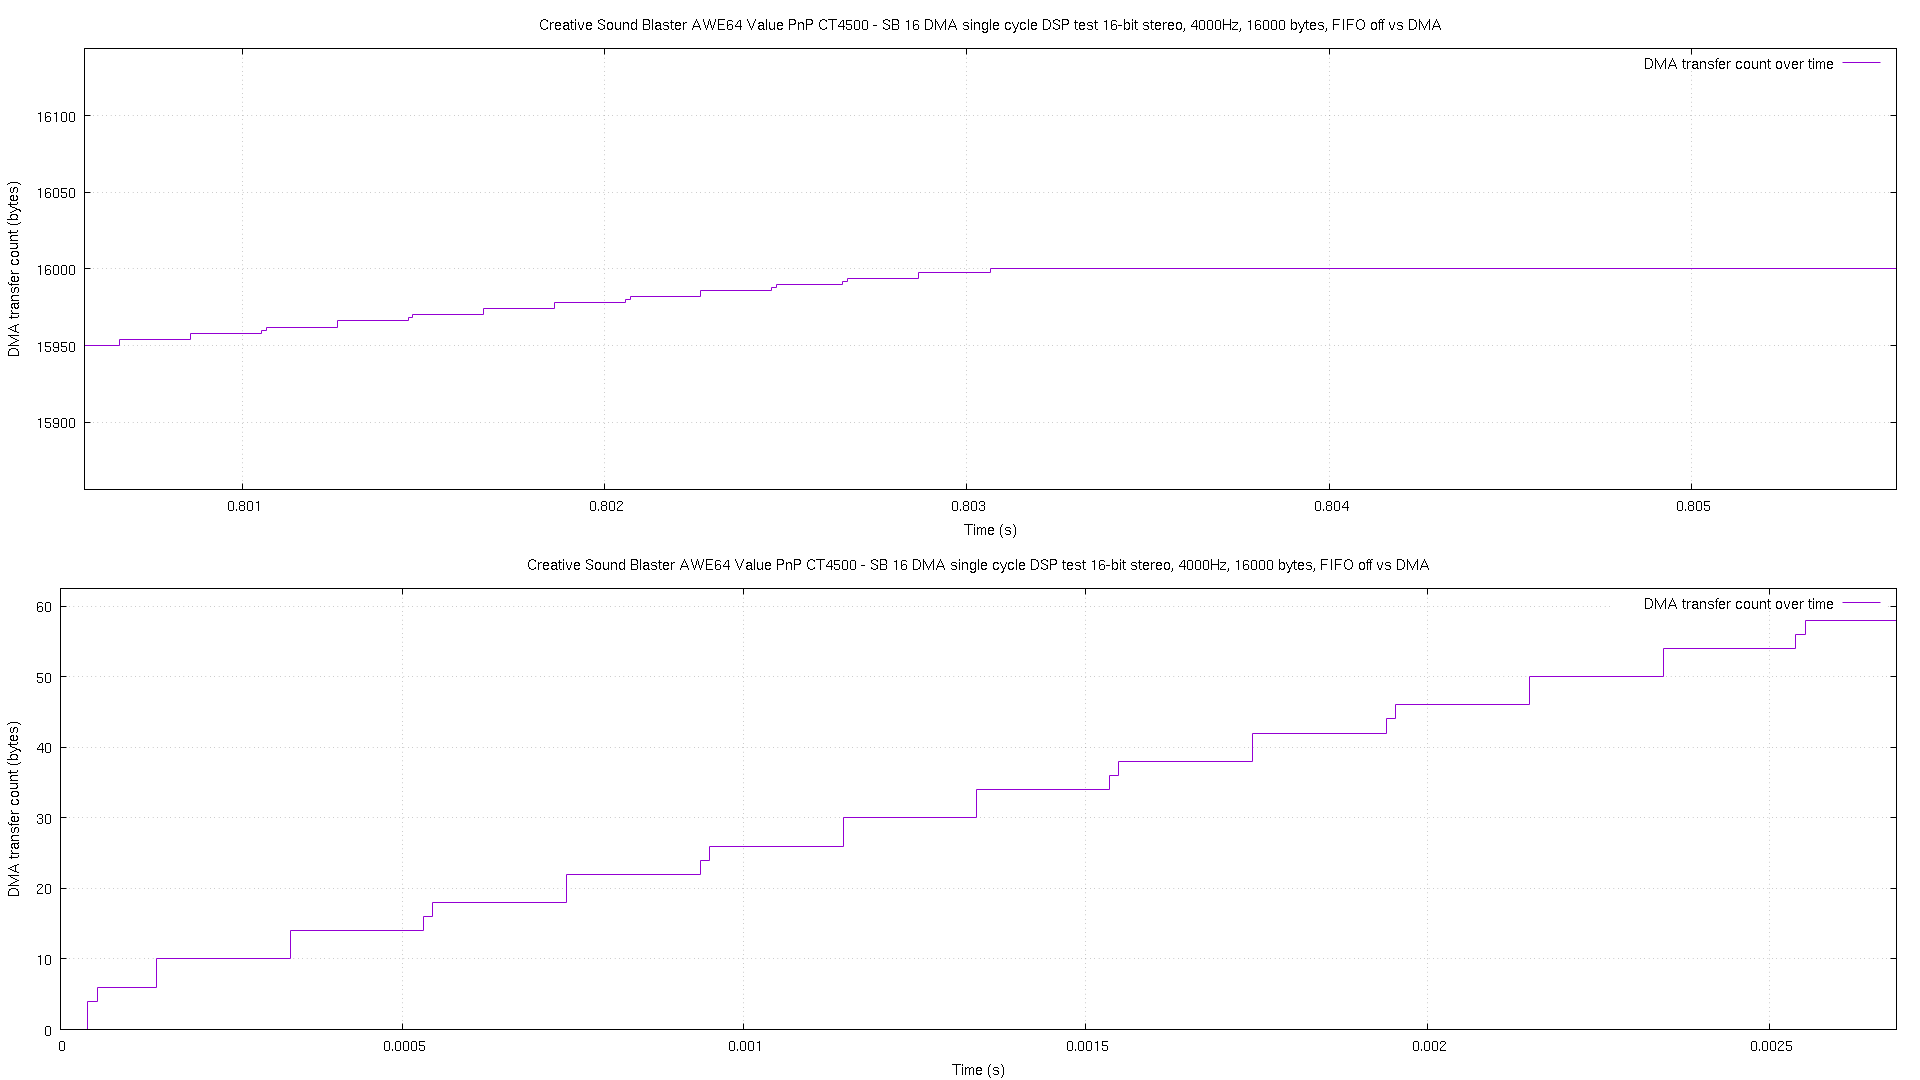 Creative Sound Blaster AWE64 Value PnP CT4500 - SB 16 DMA single cycle DSP test 16-bit stereo, 4000Hz, 16000 bytes, FIFO off vs DMA
DMA transfer count over time
16100
16050
16000
15950
15900
DMA transfer count (bytes)
0.801 0.802 0.803 0.804 0.805
Time (s)
Creative Sound Blaster AWE64 Value PnP CT4500 - SB 16 DMA single cycle DSP test 16-bit stereo, 4000Hz, 16000 bytes, FIFO off vs DMA
DMA transfer count over time
60
50
40
30
20
10
0
DMA transfer count (bytes)
0 0.0005 0.001 0.0015 0.002 0.0025
Time (s)